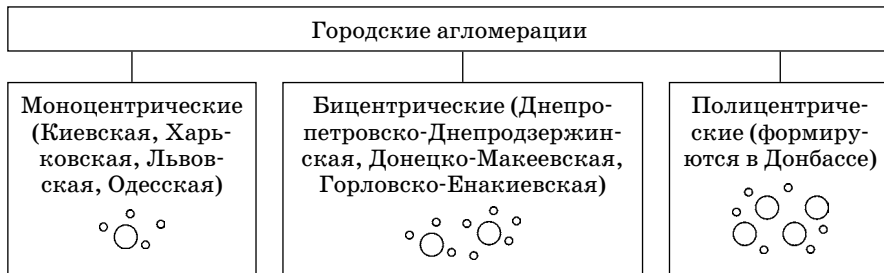 Городские агломерации
Моноцентрические
(Киевская, Харь-
ковская, Львов-
ская, Одесская)
Бицентрические (Днепро-
петровско-Днепродзержин-
ская, Донецко-Макеевская,
Горловско-Енакиевская)
Полицентриче-
ские (формиру-
ются в Донбассе)